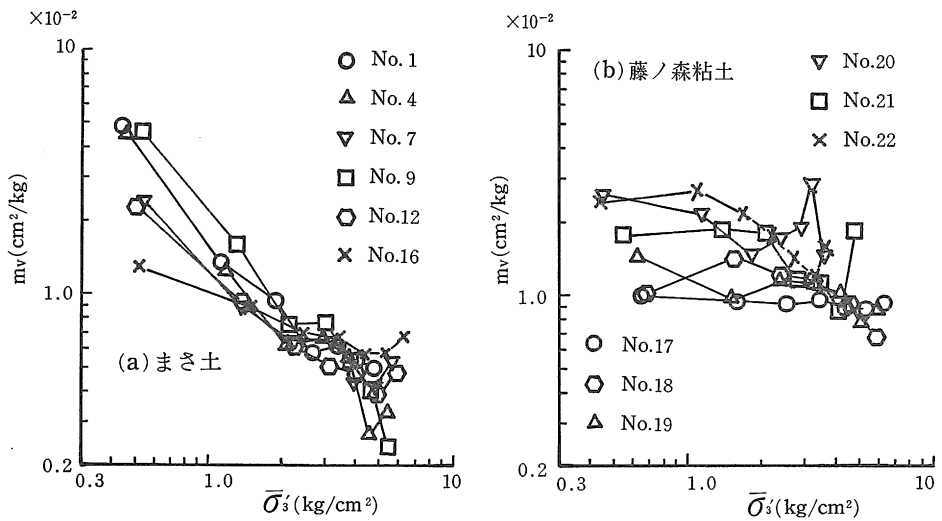 ×10⁻²
10
1.0
0.2
mᵥ(cm²/kg)
No.1
No.4
No.7
No.9
No.12
No.16
(a)まさ土
0.3
1.0
10
σ̅₃′(kg/cm²)
×10⁻²
10
1.0
0.2
mᵥ(cm²/kg)
(b)藤ノ森粘土
No.20
No.21
No.22
No.17
No.18
No.19
0.3
1.0
10
σ̅₃′(kg/cm²)